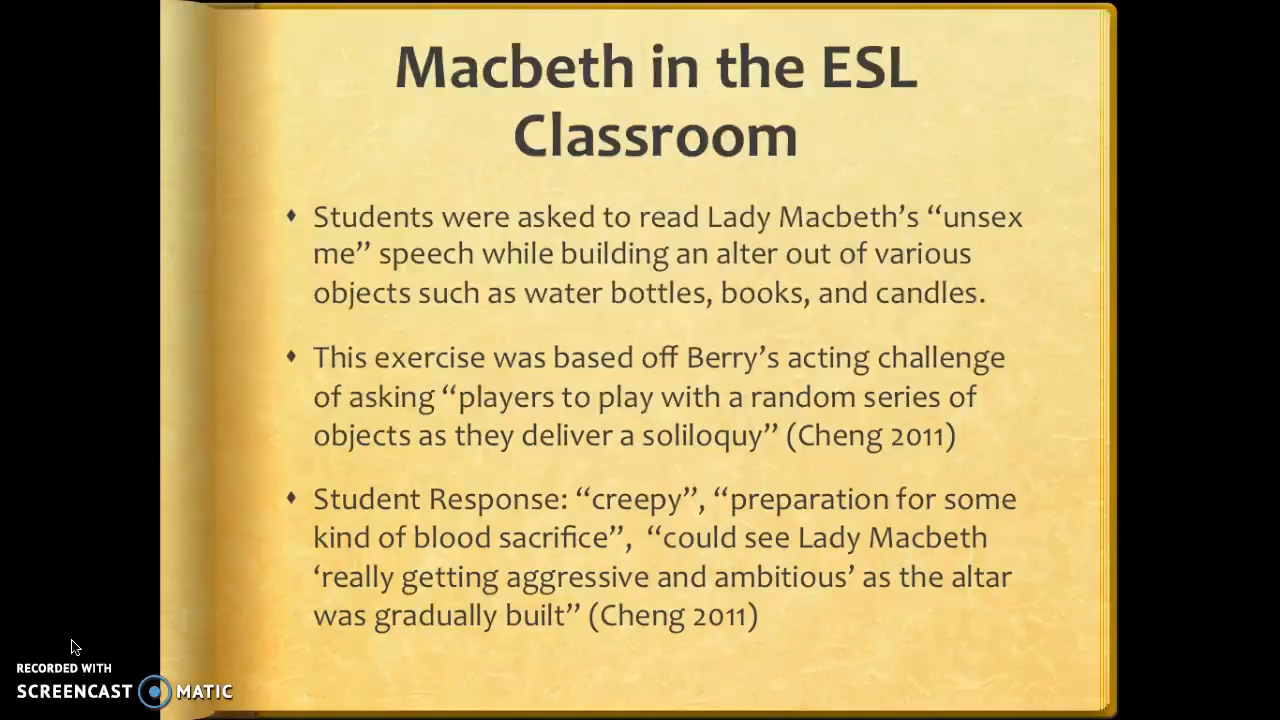 Macbeth in the ESL
Classroom
• Students were asked to read Lady Macbeth’s “unsex
me” speech while building an alter out of various
objects such as water bottles, books, and candles.
• This exercise was based off Berry’s acting challenge
of asking “players to play with a random series of
objects as they deliver a soliloquy” (Cheng 2011)
• Student Response: “creepy”, “preparation for some
kind of blood sacrifice”, “could see Lady Macbeth
‘really getting aggressive and ambitious’ as the altar
was gradually built” (Cheng 2011)
RECORDED WITH
SCREENCAST MATIC